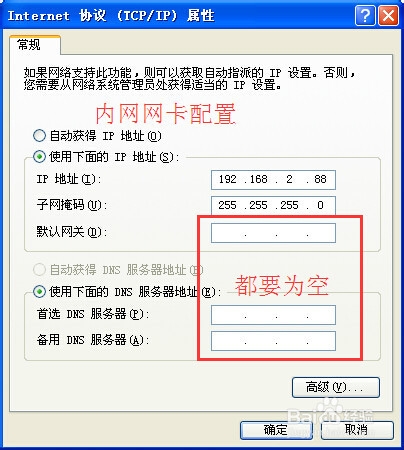 Internet 协议 (TCP/IP) 属性
常规
如果网络支持此功能，则可以获取自动指派的 IP 设置。否则，
您需要从网络系统管理员处获得适当的 IP 设置。
内网网卡配置
自动获得 IP 地址(O)
使用下面的 IP 地址(S):
IP 地址(I): 192 .168 . 2 . 88
子网掩码(U): 255 .255 .255 . 0
默认网关(D): . . .
自动获得 DNS 服务器地址(B)
使用下面的 DNS 服务器地址(E):
都要为空
首选 DNS 服务器(P): . . .
备用 DNS 服务器(A): . . .
高级(V)...
Baidu经验
确定 取消